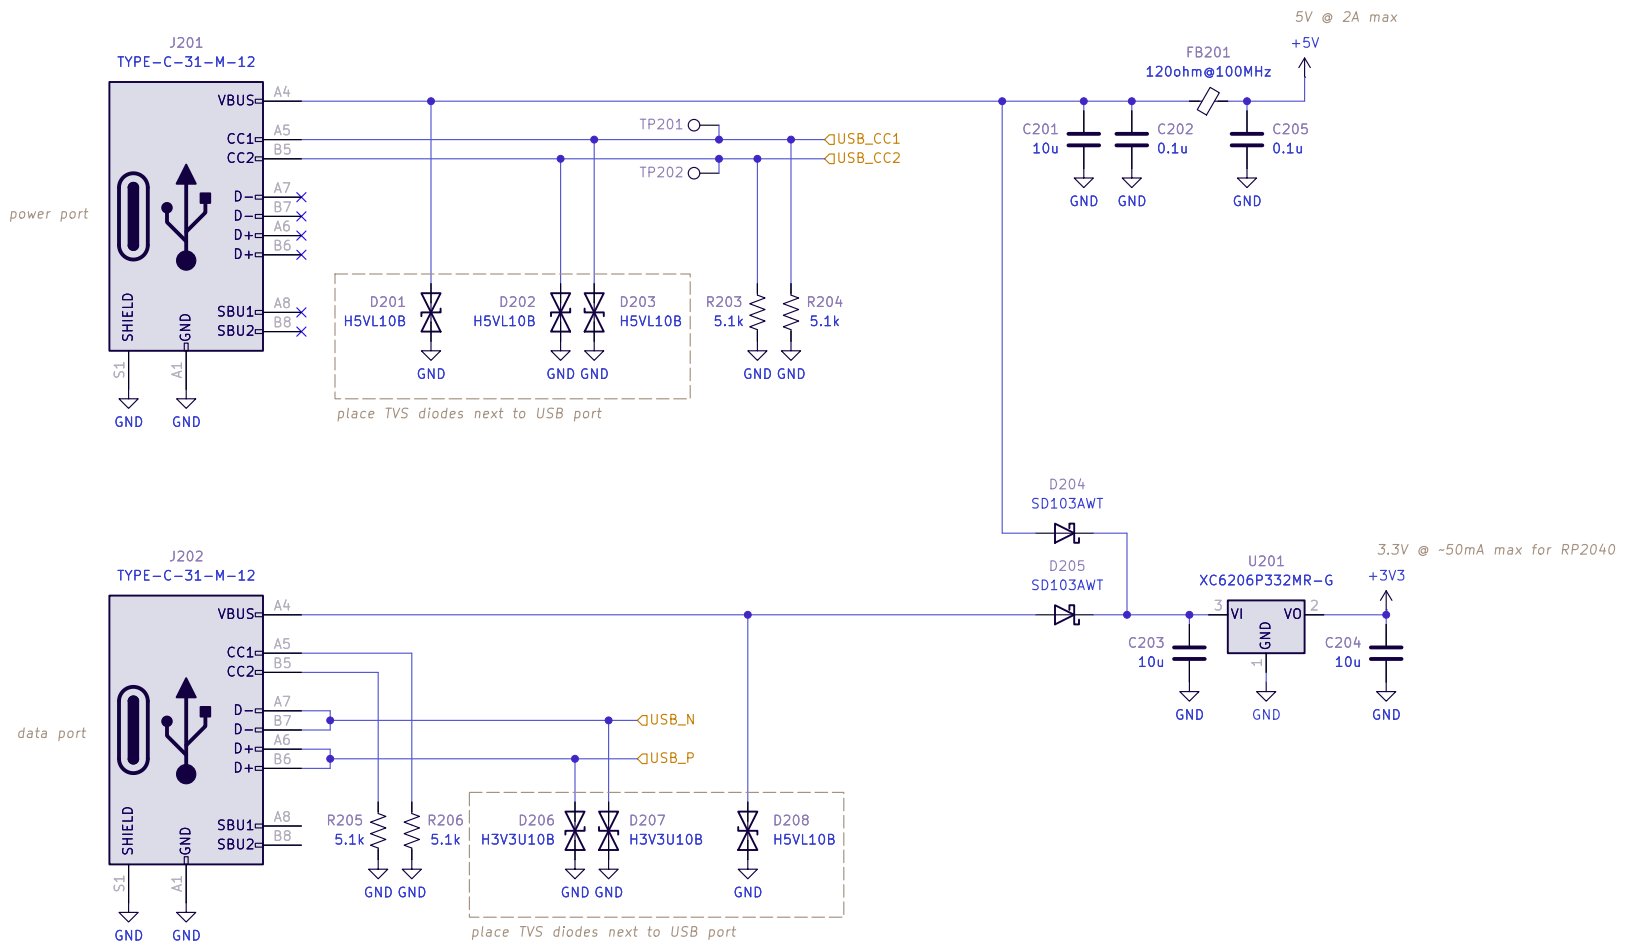 5V @ 2A max
+5V
J201
TYPE-C-31-M-12
FB201
120ohm@100MHz
VBUS A4
CC1 A5
CC2 B5
TP201
TP202
USB_CC1
USB_CC2
C201
10u
C202
0.1u
C205
0.1u
GND GND GND
power port
D- A7
D- B7
D+ A6
D+ B6
SBU1 A8
SBU2 B8
SHIELD
GND
S1
A1
GND GND
D201
H5VL10B
D202
H5VL10B
D203
H5VL10B
R203
5.1k
R204
5.1k
GND GND GND GND GND
place TVS diodes next to USB port
D204
SD103AWT
D205
SD103AWT
3.3V @ ~50mA max for RP2040
+3V3
U201
XC6206P332MR-G
3 VI
VO 2
GND
1
C203
10u
C204
10u
GND GND GND
J202
TYPE-C-31-M-12
VBUS A4
CC1 A5
CC2 B5
data port
D- A7
D- B7
D+ A6
D+ B6
USB_N
USB_P
SBU1 A8
SBU2 B8
SHIELD
GND
S1
A1
GND GND
R205
5.1k
R206
5.1k
D206
H3V3U10B
D207
H3V3U10B
D208
H5VL10B
GND GND GND GND GND
place TVS diodes next to USB port